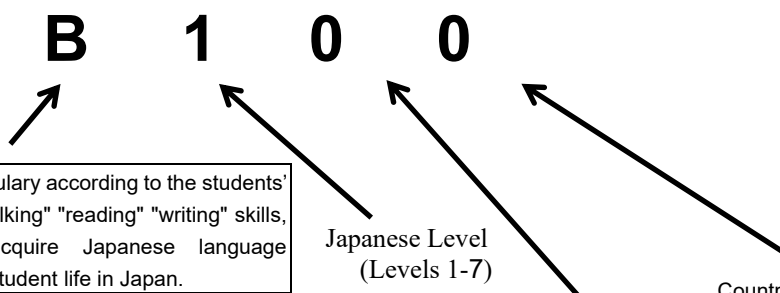 B 1 0 0
ulary according to the students'
lking" "reading" "writing" skills,
cquire Japanese language
tudent life in Japan.
Japanese Level
(Levels 1-7)
Countr